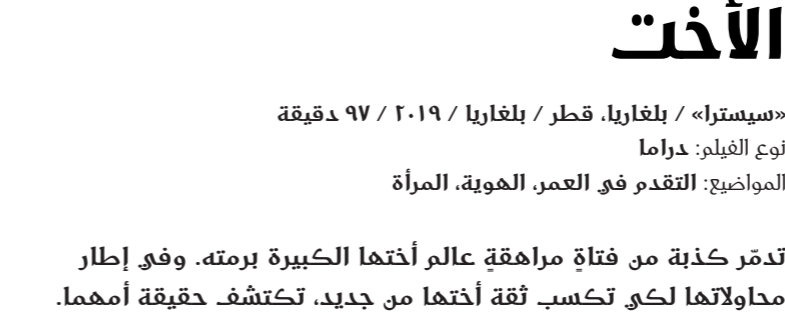 الأخت
«سيسترا» / بلغاريا، قطر / بلغاريا / ٢٠١٩ / ٩٧ دقيقة
نوع الفيلم: دراما
المواضيع: التقدم في العمر، الهوية، المرأة
تدمّر كذبة من فتاةٍ مراهقةٍ عالم أختها الكبيرة برمته. وفي إطار
محاولاتها لكي تكسب ثقة أختها من جديد، تكتشف حقيقة أمهما.